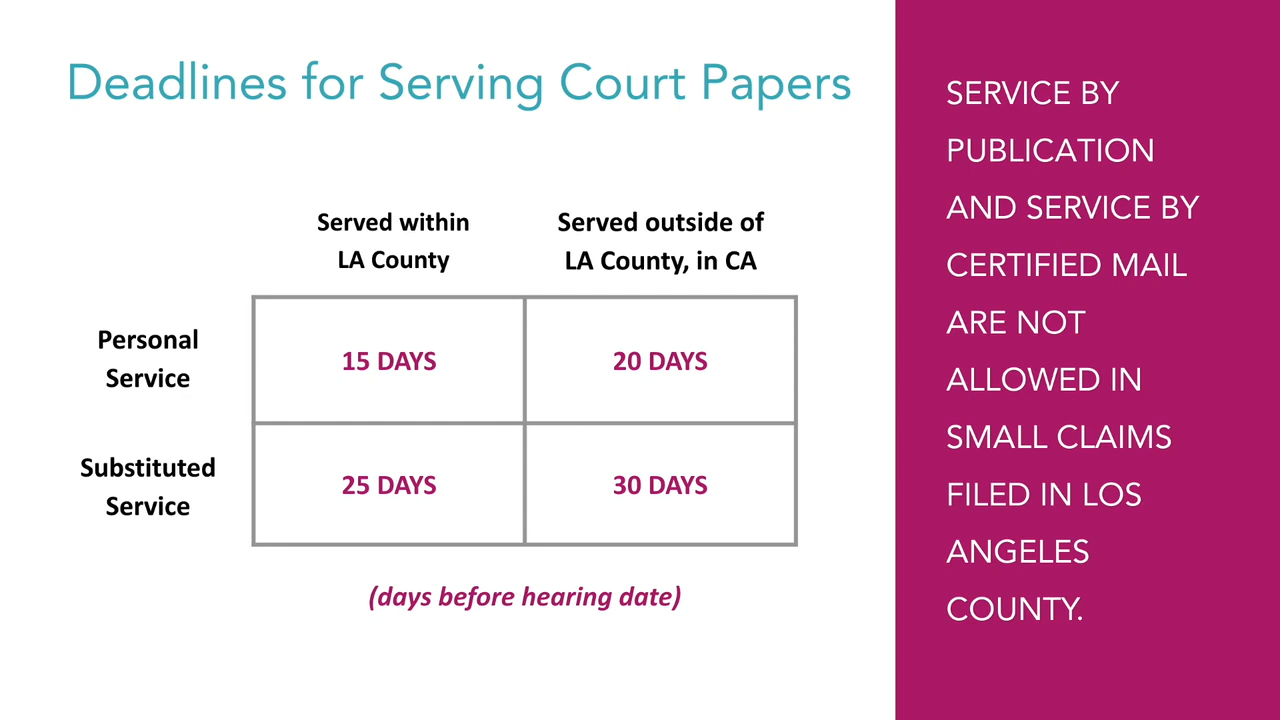 Deadlines for Serving Court Papers
Served within
LA County
Served outside of
LA County, in CA
Personal
Service
15 DAYS
20 DAYS
Substituted
Service
25 DAYS
30 DAYS
(days before hearing date)
SERVICE BY
PUBLICATION
AND SERVICE BY
CERTIFIED MAIL
ARE NOT
ALLOWED IN
SMALL CLAIMS
FILED IN LOS
ANGELES
COUNTY.